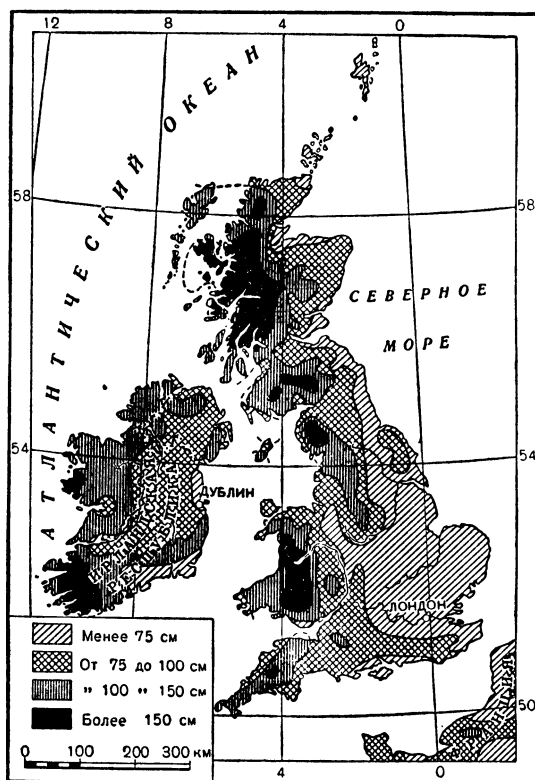 12 8 4 0
АТЛАНТИЧЕСКИЙ ОКЕАН
58 58
СЕВЕРНОЕ
МОРЕ
54 54
ДУБЛИН
ЛОНДОН
Менее 75 см
От 75 до 100 см
" 100 " 150 см
Более 150 см
50
0 100 200 300 км
4 0